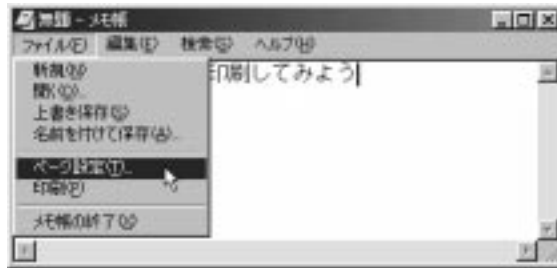 無題 - メモ帳
ファイル(F) 編集(E) 検索(S) ヘルプ(H)
印刷してみよう
新規(N)
開く(O)...
上書き保存(S)
名前を付けて保存(A)...
ページ設定(T)...
印刷(P)
メモ帳の終了(X)